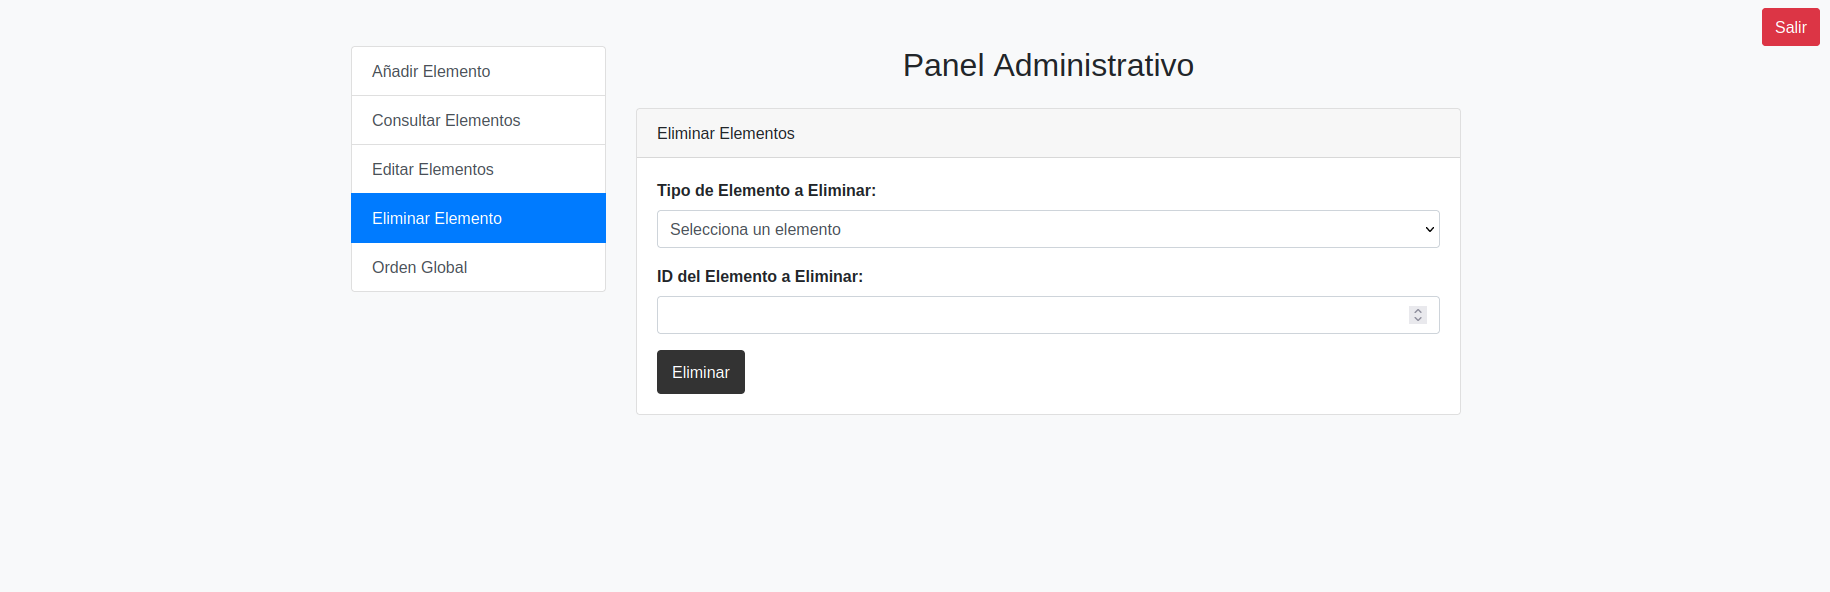 Salir
Añadir Elemento
Consultar Elementos
Editar Elementos
Eliminar Elemento
Orden Global
Panel Administrativo
Eliminar Elementos
Tipo de Elemento a Eliminar:
Selecciona un elemento
ID del Elemento a Eliminar:
Eliminar